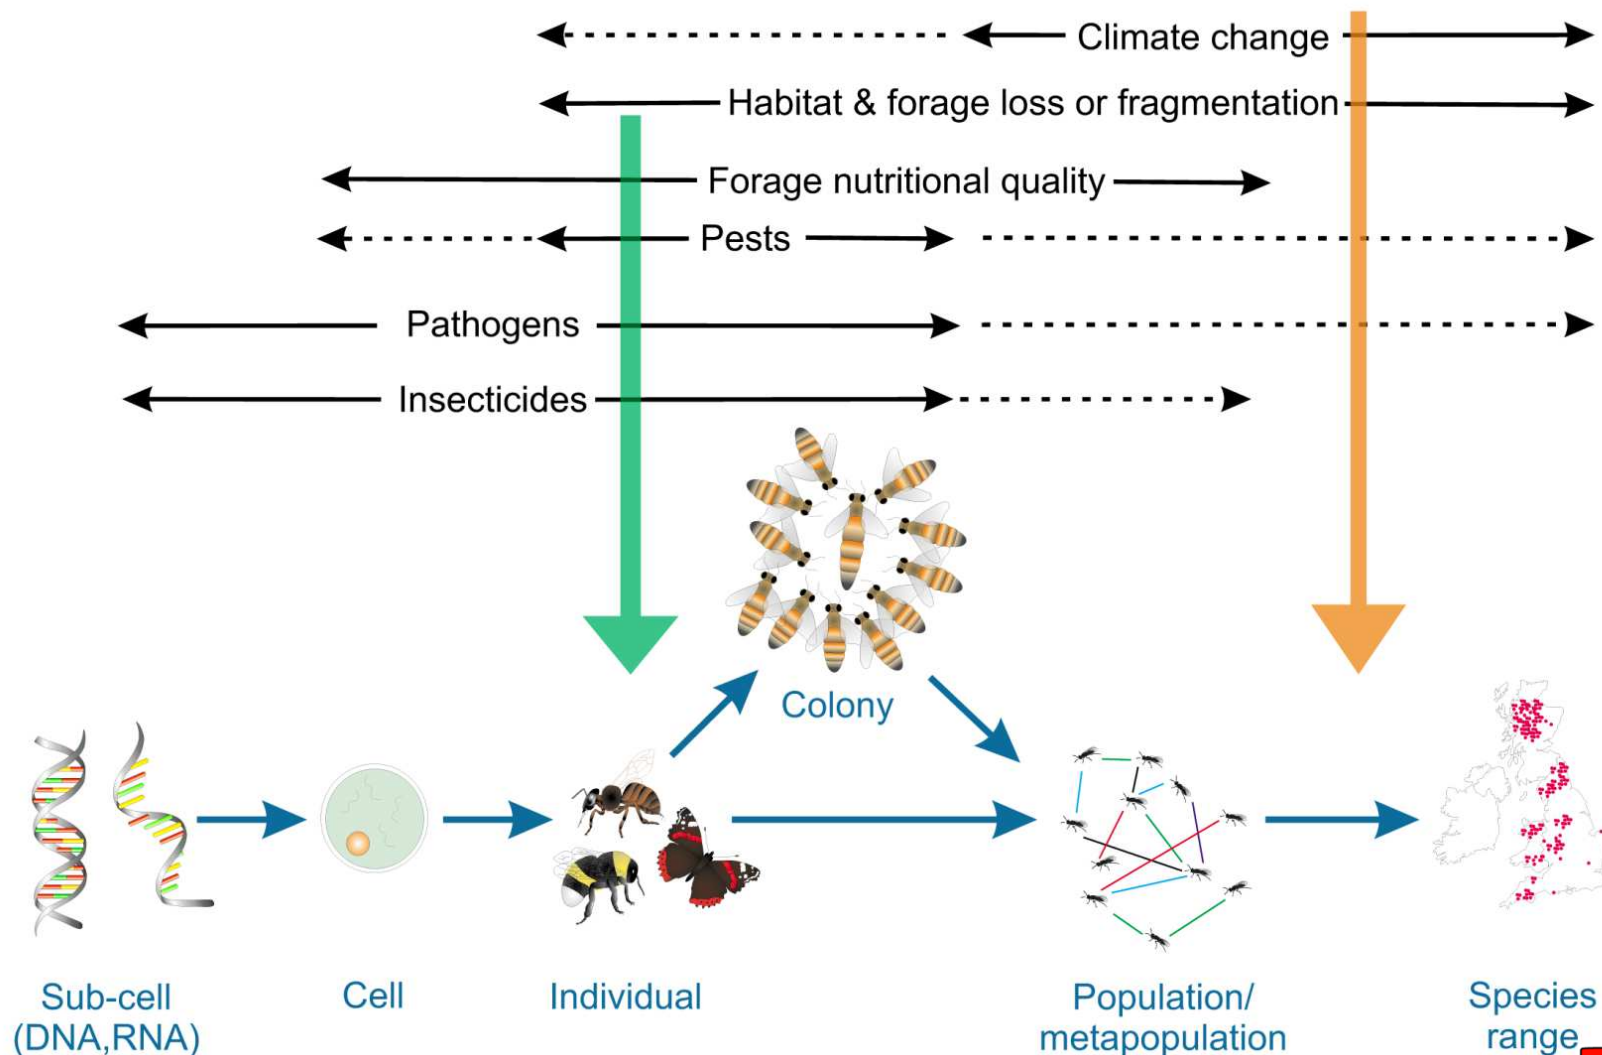 Climate change
Habitat & forage loss or fragmentation
Forage nutritional quality
Pests
Pathogens
Insecticides
Colony
Sub-cell
(DNA,RNA)
Cell
Individual
Population/
metapopulation
Species
range